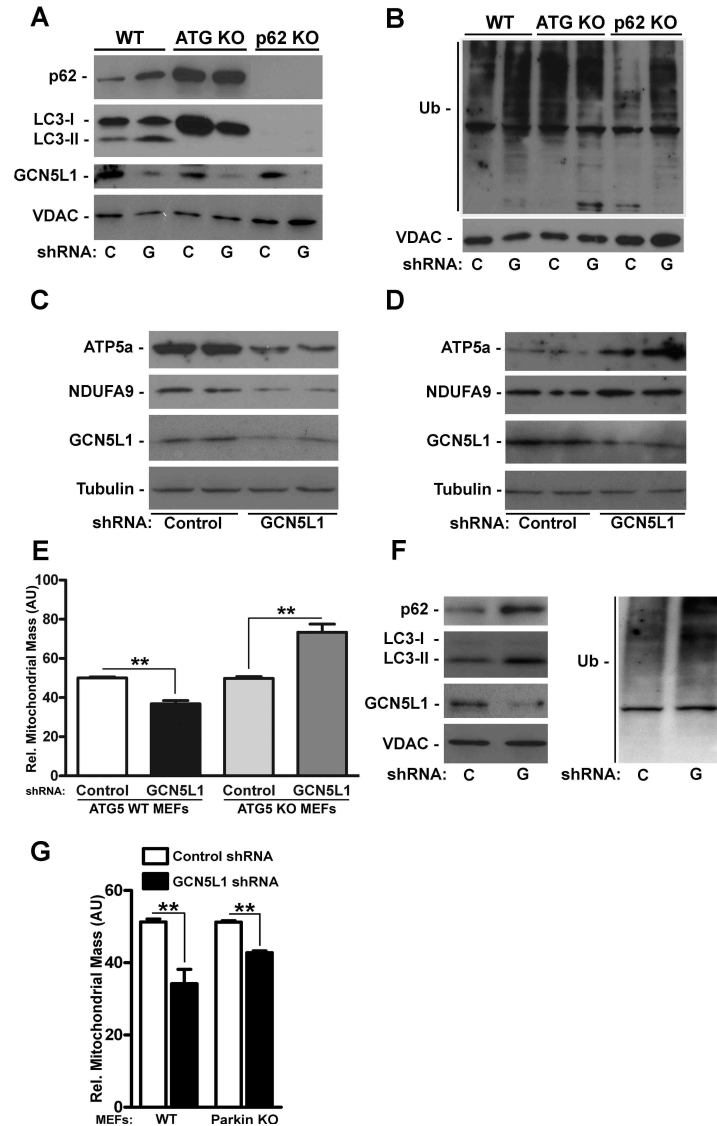 A
WT ATG KO p62 KO
p62 -
LC3-I -
LC3-II -
GCN5L1 -
VDAC -
shRNA: C G C G C G
B
WT ATG KO p62 KO
Ub -
VDAC -
shRNA: C G C G C G
C
ATP5a -
NDUFA9 -
GCN5L1 -
Tubulin -
shRNA: Control GCN5L1
D
ATP5a -
NDUFA9 -
GCN5L1 -
Tubulin -
shRNA: Control GCN5L1
E
Rel. Mitochondrial Mass (AU)
100
80
60
40
20
0
** **
shRNA: Control GCN5L1 Control GCN5L1
ATG5 WT MEFs ATG5 KO MEFs
F
p62 -
LC3-I -
LC3-II -
GCN5L1 -
VDAC -
shRNA: C G
Ub -
shRNA: C G
G
Control shRNA
GCN5L1 shRNA
Rel. Mitochondrial Mass (AU)
60
40
20
0
** **
MEFs: WT Parkin KO